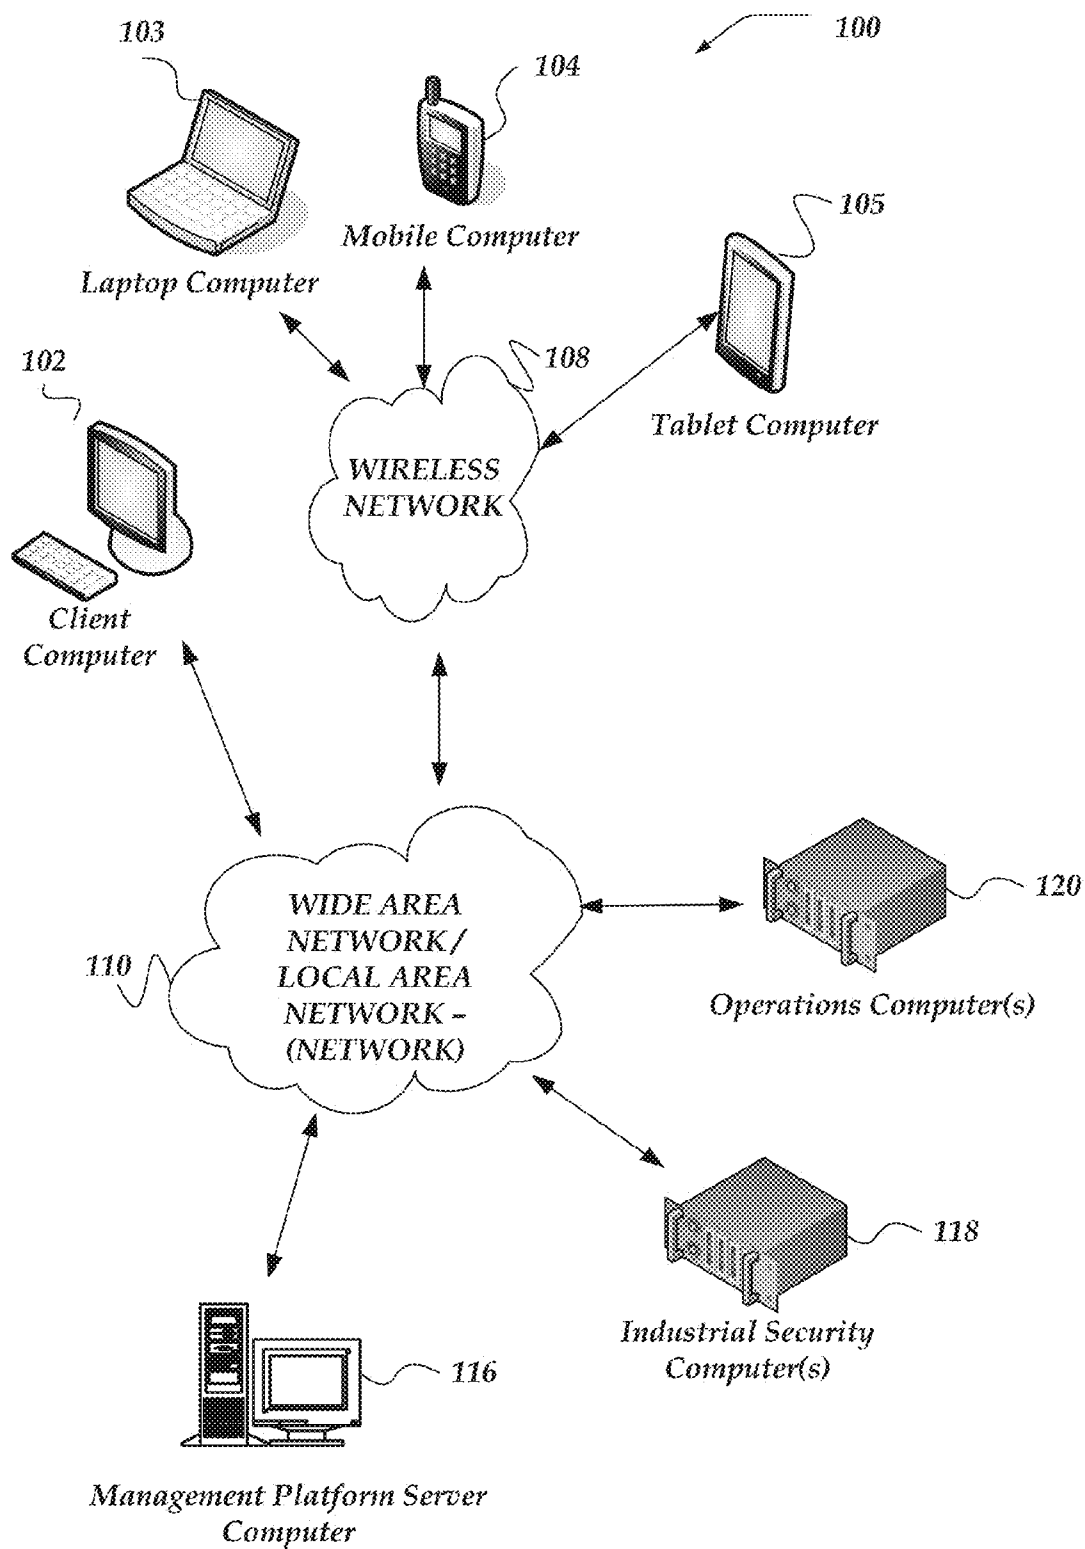 103
100
104
Mobile Computer
105
Laptop Computer
108
102
Tablet Computer
WIRELESS
NETWORK
Client
Computer
120
WIDE AREA
NETWORK /
LOCAL AREA
NETWORK –
(NETWORK)
110
Operations Computer(s)
118
Industrial Security
Computer(s)
116
Management Platform Server
Computer